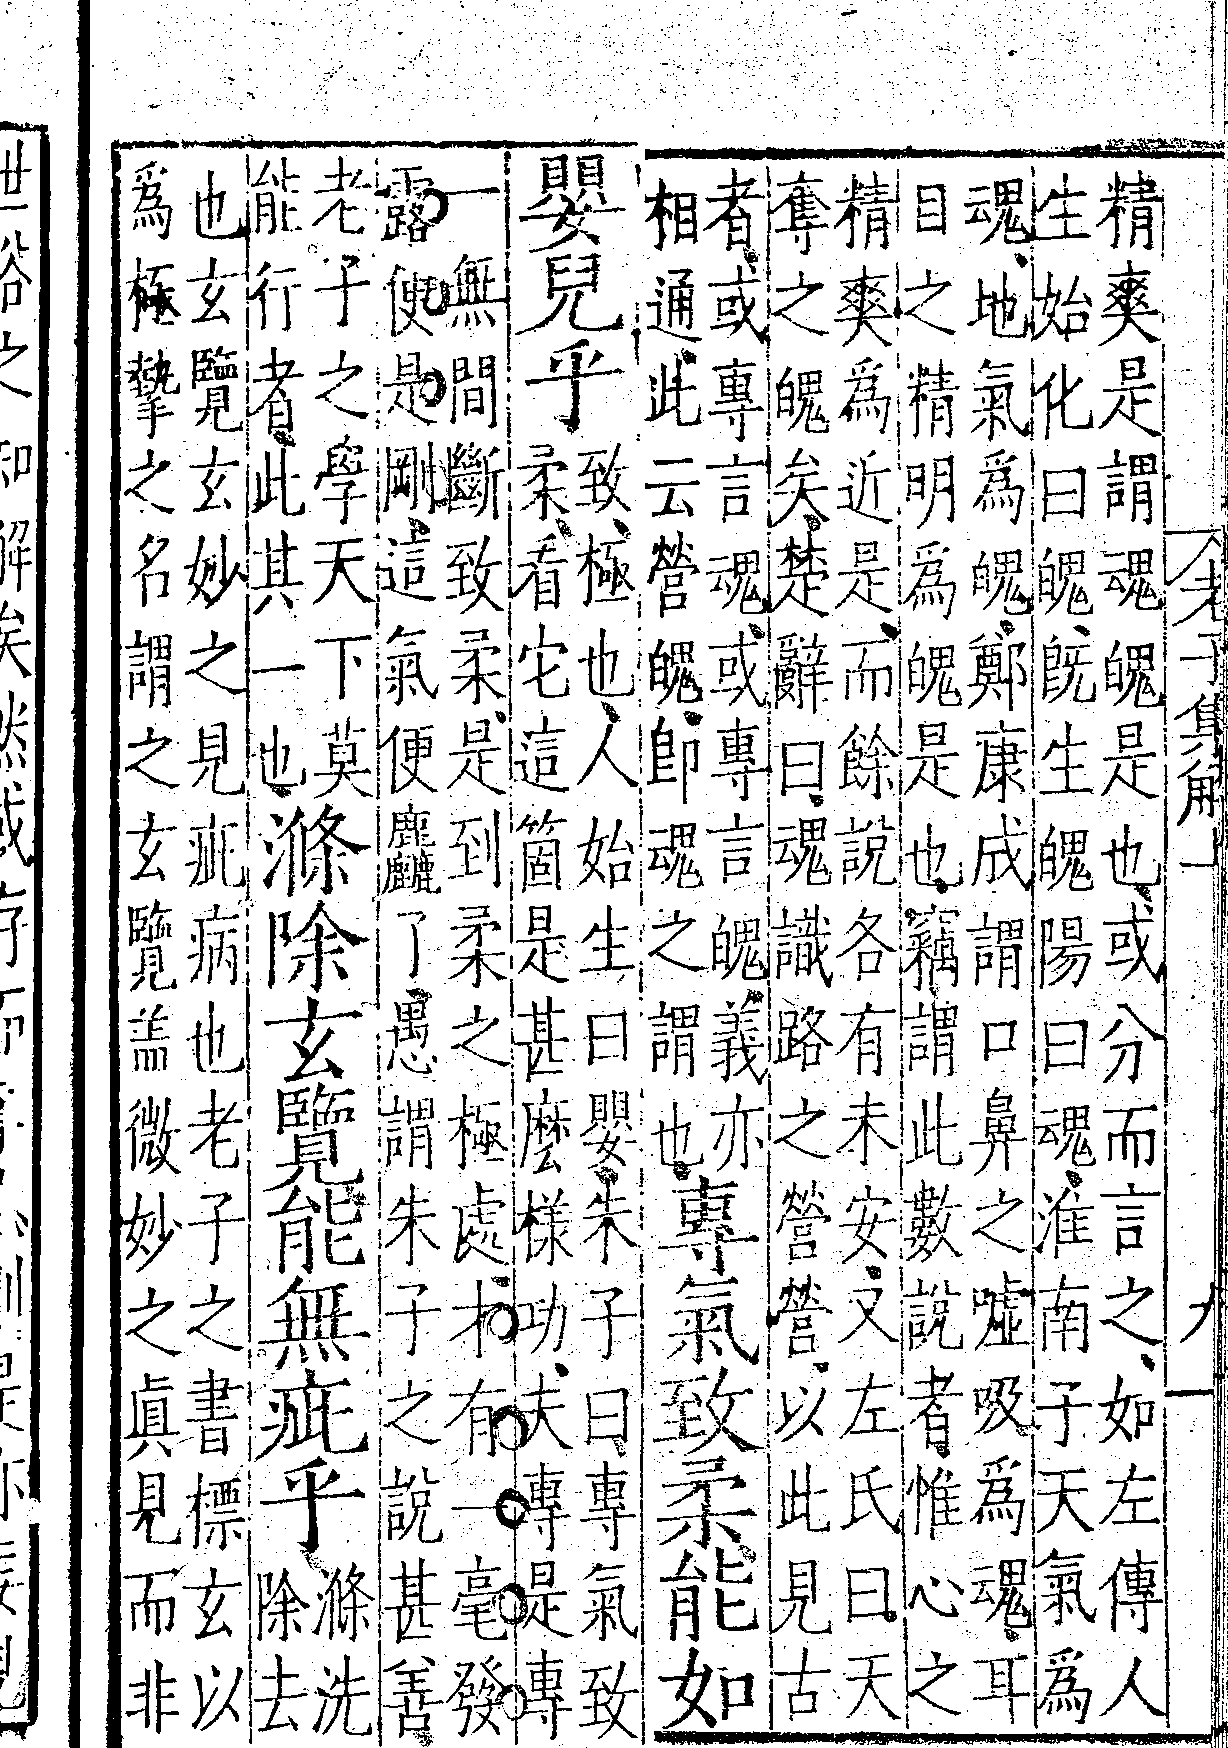 老子集解一 九
精爽是謂魂魄是也或分而言之如左傳人
生始化曰魄既生魄陽曰魂淮南子天氣爲
魂地氣爲魄鄭康成謂口鼻之噓吸爲魂耳
目之精明爲魄是也竊謂此數說者惟心之
精爽爲近是而餘說各有未安又左氏曰天
奪之魄矣楚辭曰魂識路之營營以此見古
者或專言魂或專言魄義亦
相通此云營魄卽魂之謂也
專氣致柔能如
嬰兒乎
致極也人始生曰嬰朱子曰專氣致
柔看它這箇是甚麽樣功夫專是專
一無間斷致柔是到柔之極處才有一毫發
露便是剛這氣便麤了愚謂朱子之說甚善
老子之學天下莫
能行者此其一也
滌除玄覽能無疵乎
滌洗
除去
也玄覽玄妙之見疵病也老子之書標玄以
爲極摯之名謂之玄覽盖微妙之眞見而非
世俗之知解矣然或存